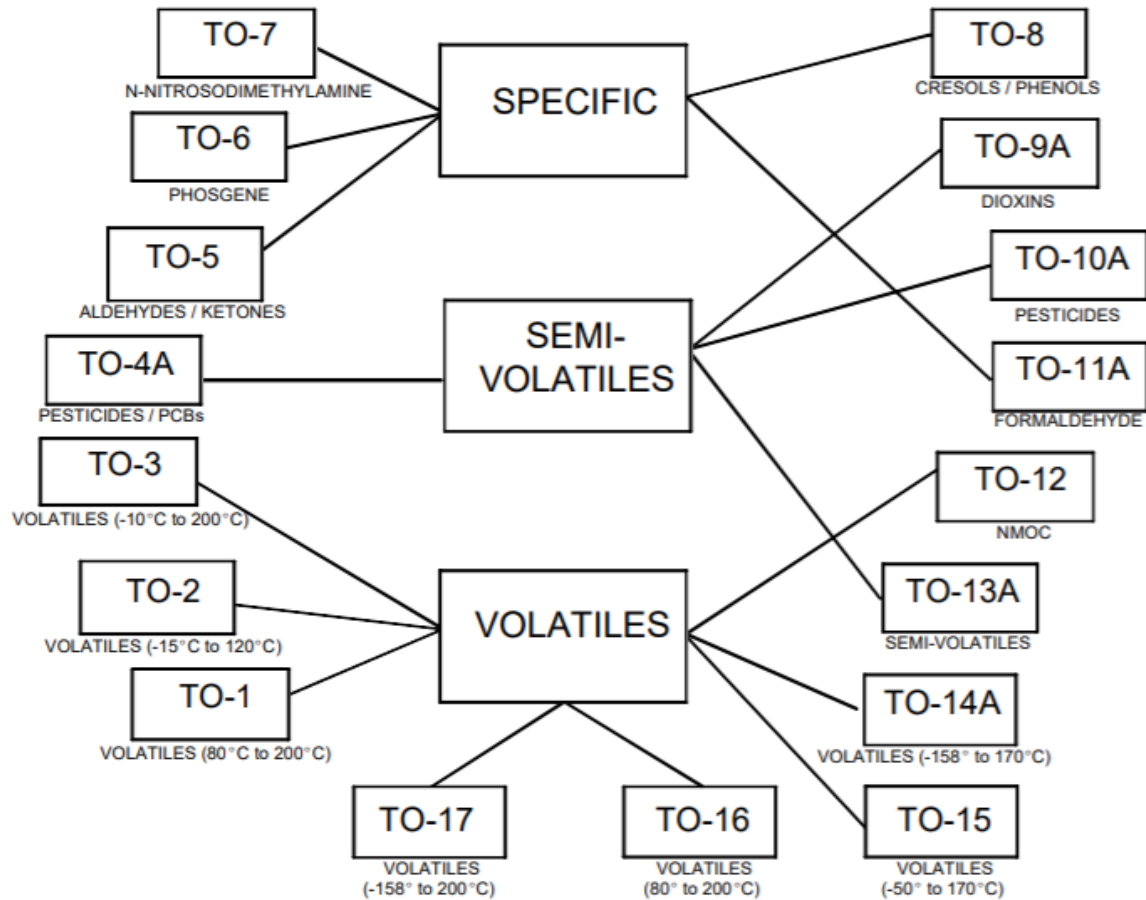 TO-7
N-NITROSODIMETHYLAMINE
TO-6
PHOSGENE
TO-5
ALDEHYDES / KETONES
TO-4A
PESTICIDES / PCBs
TO-3
VOLATILES (-10°C to 200°C)
TO-2
VOLATILES (-15°C to 120°C)
TO-1
VOLATILES (80°C to 200°C)
SPECIFIC
SEMI-
VOLATILES
VOLATILES
TO-17
VOLATILES
(-158° to 200°C)
TO-16
VOLATILES
(80° to 200°C)
TO-8
CRESOLS / PHENOLS
TO-9A
DIOXINS
TO-10A
PESTICIDES
TO-11A
FORMALDEHYDE
TO-12
NMOC
TO-13A
SEMI-VOLATILES
TO-14A
VOLATILES (-158° to 170°C)
TO-15
VOLATILES
(-50° to 170°C)